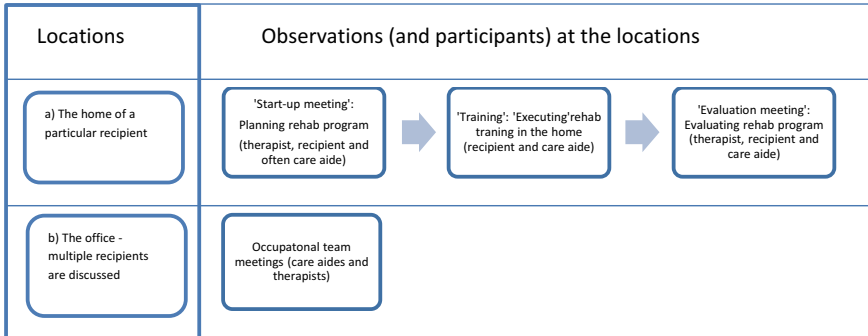 Locations
Observations (and participants) at the locations
a) The home of a
particular recipient
'Start-up meeting':
Planning rehab program
(therapist, recipient and
often care aide)
'Training': 'Executing'rehab
traning in the home
(recipient and care aide)
'Evaluation meeting':
Evaluating rehab program
(therapist, recipient and
care aide)
b) The office -
multiple recipients
are discussed
Occupatonal team
meetings (care aides and
therapists)